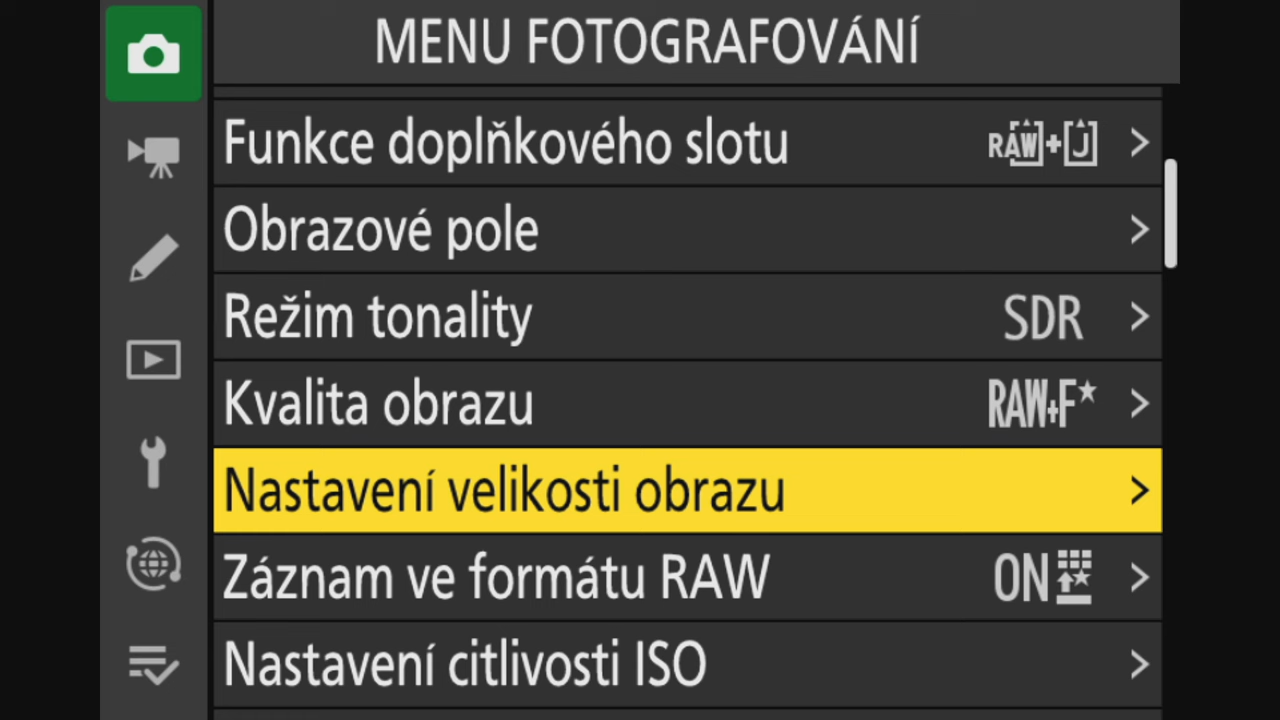 MENU FOTOGRAFOVÁNÍ
Funkce doplňkového slotu RAW+J
Obrazové pole
Režim tonality SDR
Kvalita obrazu RAW+F★
Nastavení velikosti obrazu
Záznam ve formátu RAW ON
Nastavení citlivosti ISO